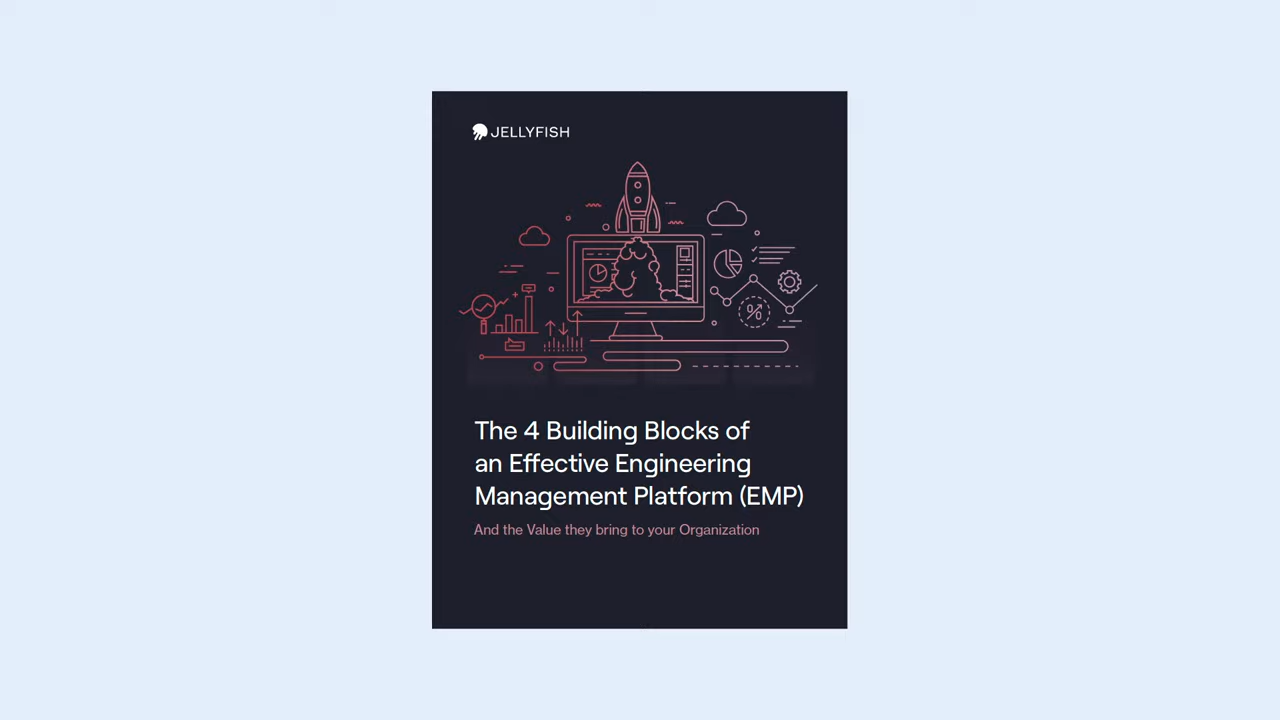 JELLYFISH
The 4 Building Blocks of
an Effective Engineering
Management Platform (EMP)
And the Value they bring to your Organization